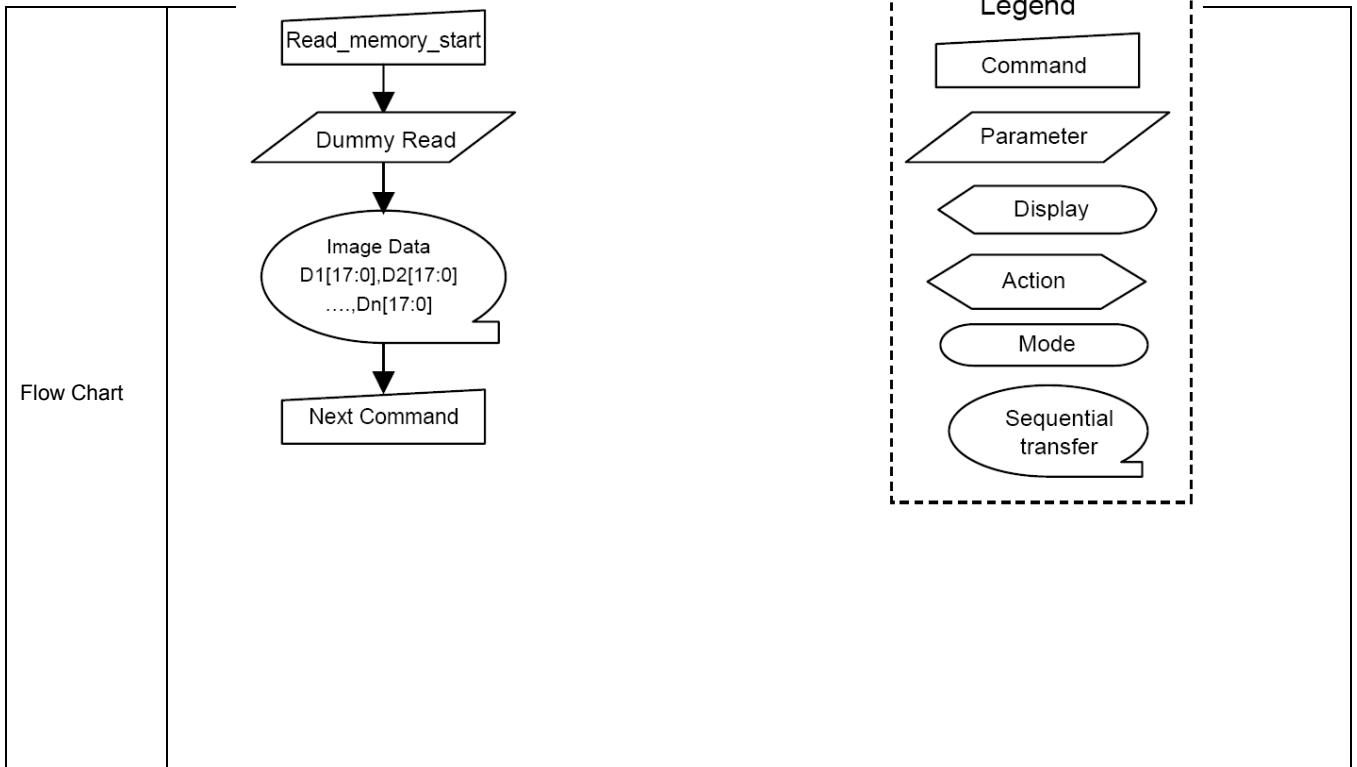 Flow Chart
Read_memory_start
Dummy Read
Image Data
D1[17:0],D2[17:0]
....,Dn[17:0]
Next Command
Legend
Command
Parameter
Display
Action
Mode
Sequential
transfer